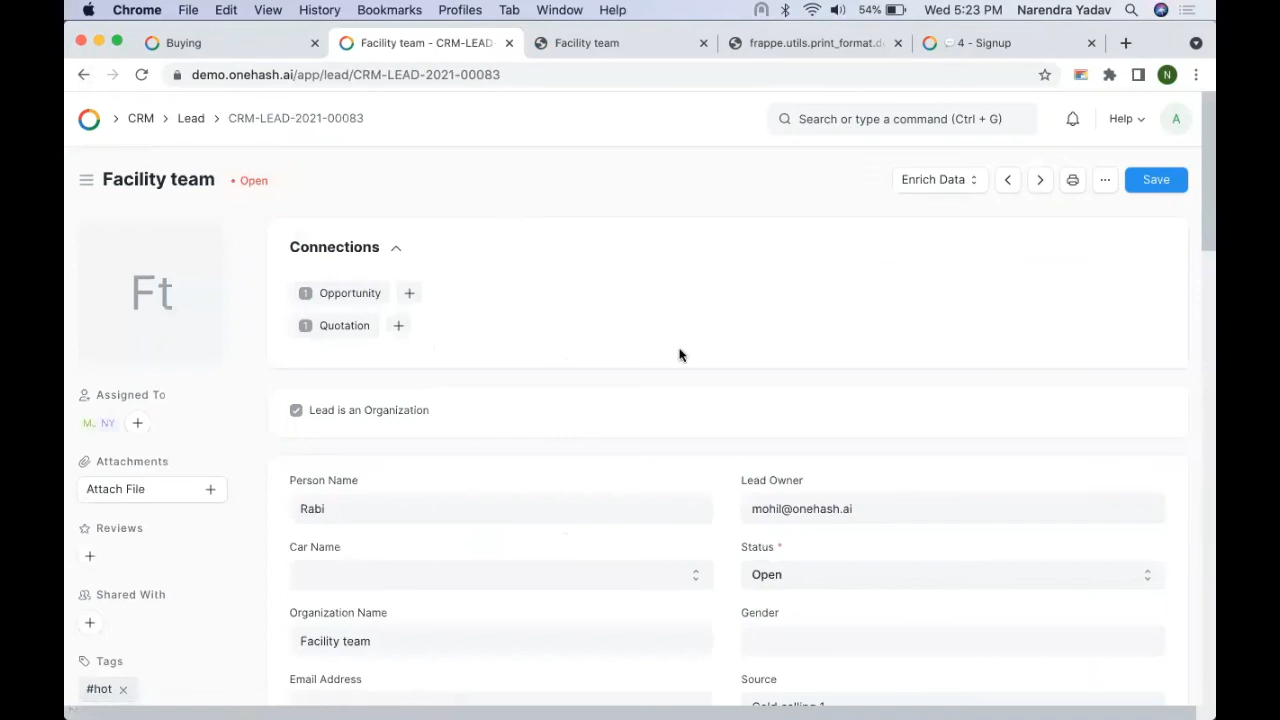 Chrome File Edit View History Bookmarks Profiles Tab Window Help 54% Wed 5:23 PM Narendra Yadav
Buying Facility team - CRM-LEAD Facility team frappe.utils.print_format.d 4 - Signup
demo.onehash.ai/app/lead/CRM-LEAD-2021-00083 N
CRM Lead CRM-LEAD-2021-00083 Search or type a command (Ctrl + G) Help A
Facility team • Open Enrich Data ... Save
Ft
Connections
1 Opportunity +
1 Quotation +
Assigned To
M. NY +
Lead is an Organization
Attachments
Attach File +
Reviews
+
Shared With
+
Tags
#hot
Person Name Lead Owner
Rabi mohil@onehash.ai
Car Name Status *
Open
Organization Name Gender
Facility team
Email Address Source
Cold calling 1